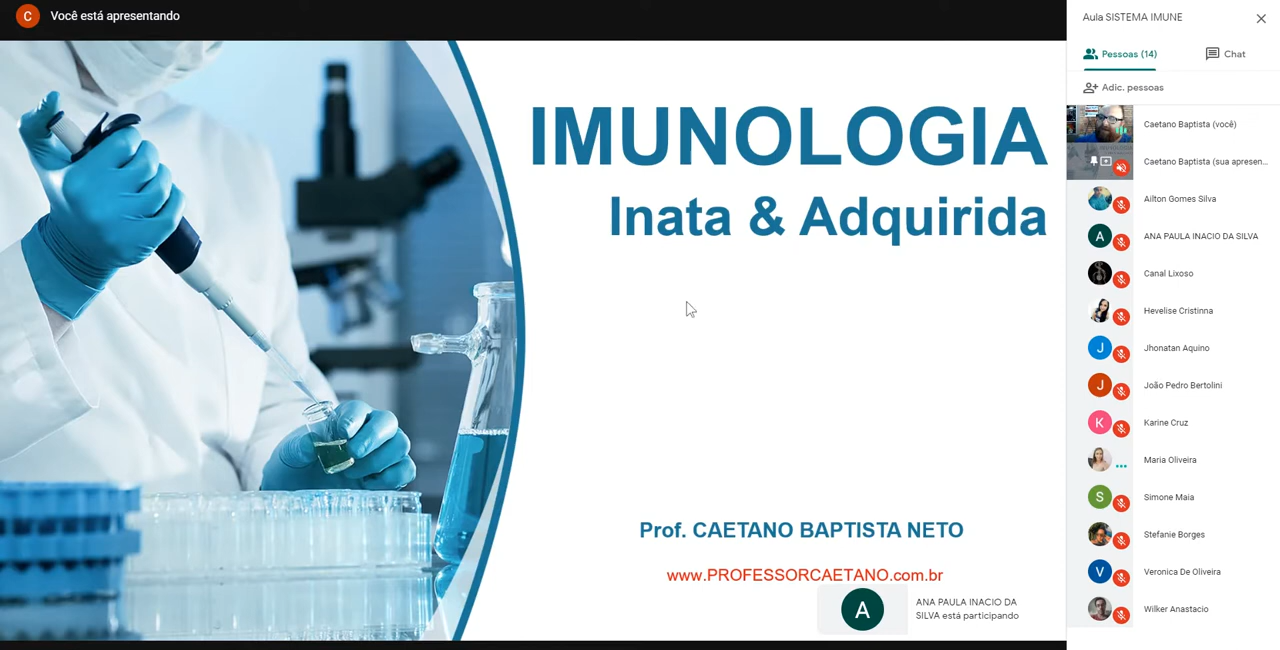 C
Você está apresentando
IMUNOLOGIA
Inata & Adquirida
Prof. CAETANO BAPTISTA NETO
www.PROFESSORCAETANO.com.br
A
ANA PAULA INACIO DA
SILVA está participando
Aula SISTEMA IMUNE
Pessoas (14)
Chat
Adic. pessoas
Caetano Baptista (você)
Caetano Baptista (sua apresen...
Ailton Gomes Silva
A
ANA PAULA INACIO DA SILVA
Canal Lixoso
Hevelise Cristinna
J
Jhonatan Aquino
J
João Pedro Bertolini
K
Karine Cruz
Maria Oliveira
S
Simone Maia
Stefanie Borges
V
Veronica De Oliveira
Wilker Anastacio